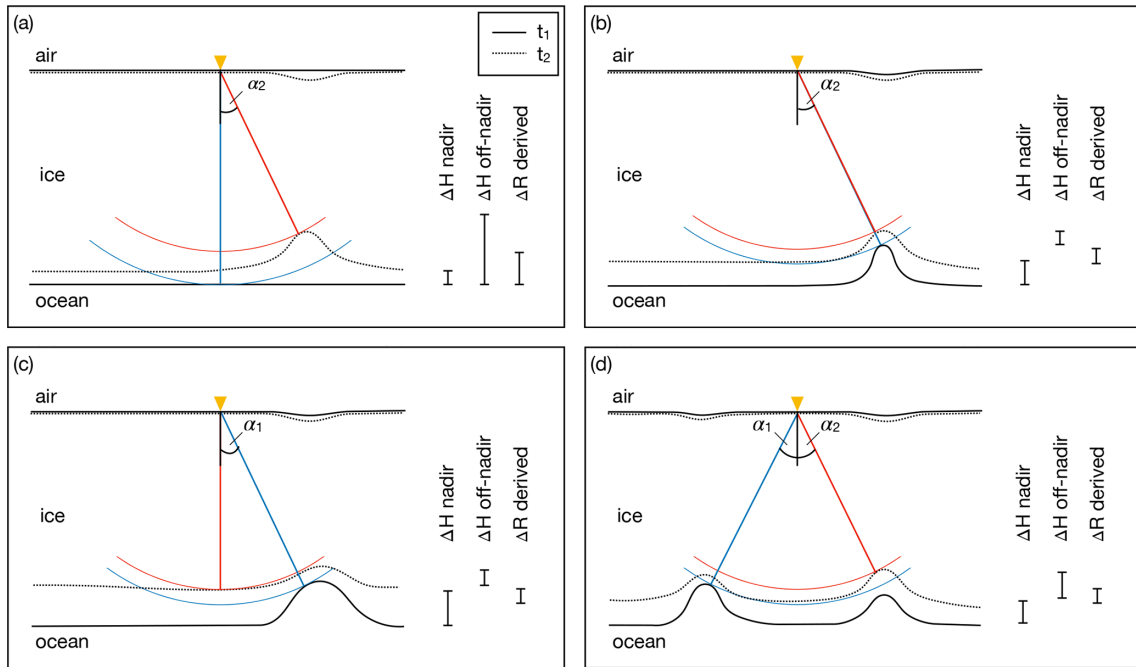 (a)
t₁
t₂
air
α₂
ice
ΔH nadir
ΔH off-nadir
ΔR derived
ocean
(b)
air
α₂
ice
ΔH nadir
ΔH off-nadir
ΔR derived
ocean
(c)
air
α₁
ice
ΔH nadir
ΔH off-nadir
ΔR derived
ocean
(d)
air
α₁ α₂
ice
ΔH nadir
ΔH off-nadir
ΔR derived
ocean